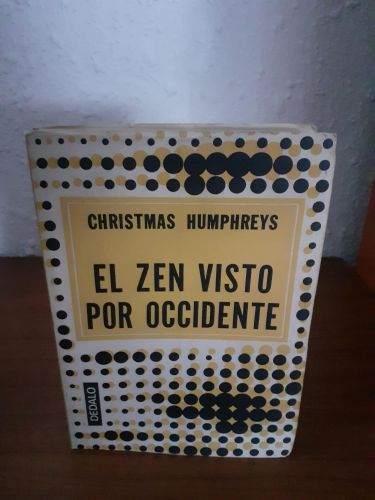 CHRISTMAS HUMPHREYS
EL ZEN VISTO
POR OCCIDENTE
DEDALO